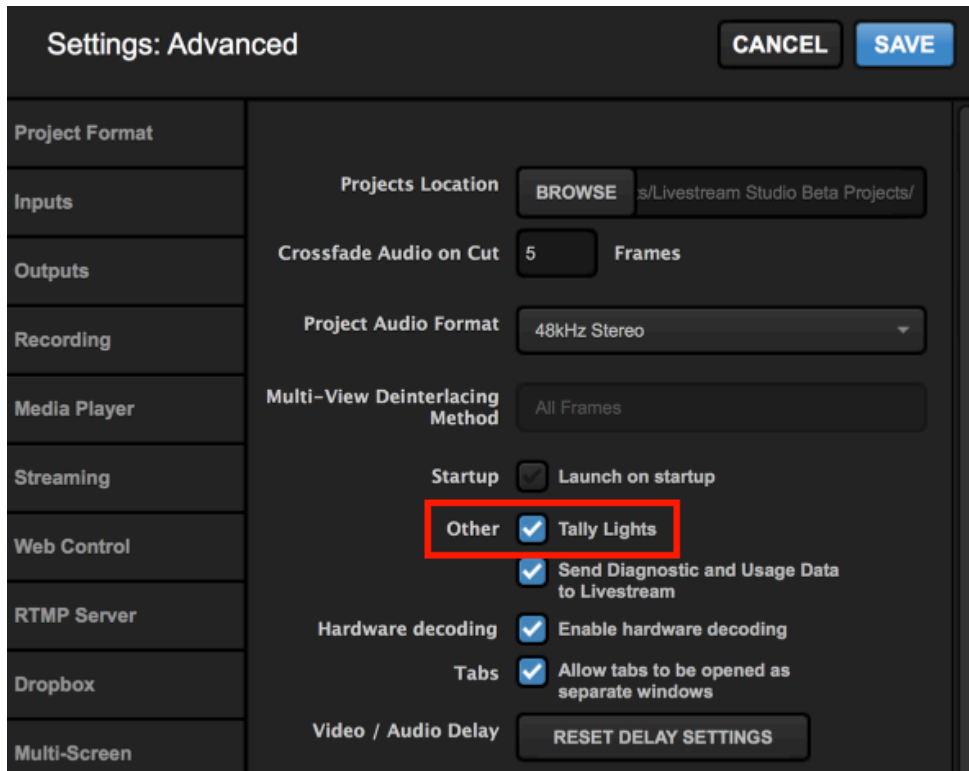 Settings: Advanced
CANCEL
SAVE
Project Format
Inputs
Outputs
Recording
Media Player
Streaming
Web Control
RTMP Server
Dropbox
Multi-Screen
Projects Location
BROWSE
s/Livestream Studio Beta Projects/
Crossfade Audio on Cut
5
Frames
Project Audio Format
48kHz Stereo
Multi-View Deinterlacing
Method
All Frames
Startup
Launch on startup
Other
Tally Lights
Send Diagnostic and Usage Data
to Livestream
Hardware decoding
Enable hardware decoding
Tabs
Allow tabs to be opened as
separate windows
Video / Audio Delay
RESET DELAY SETTINGS